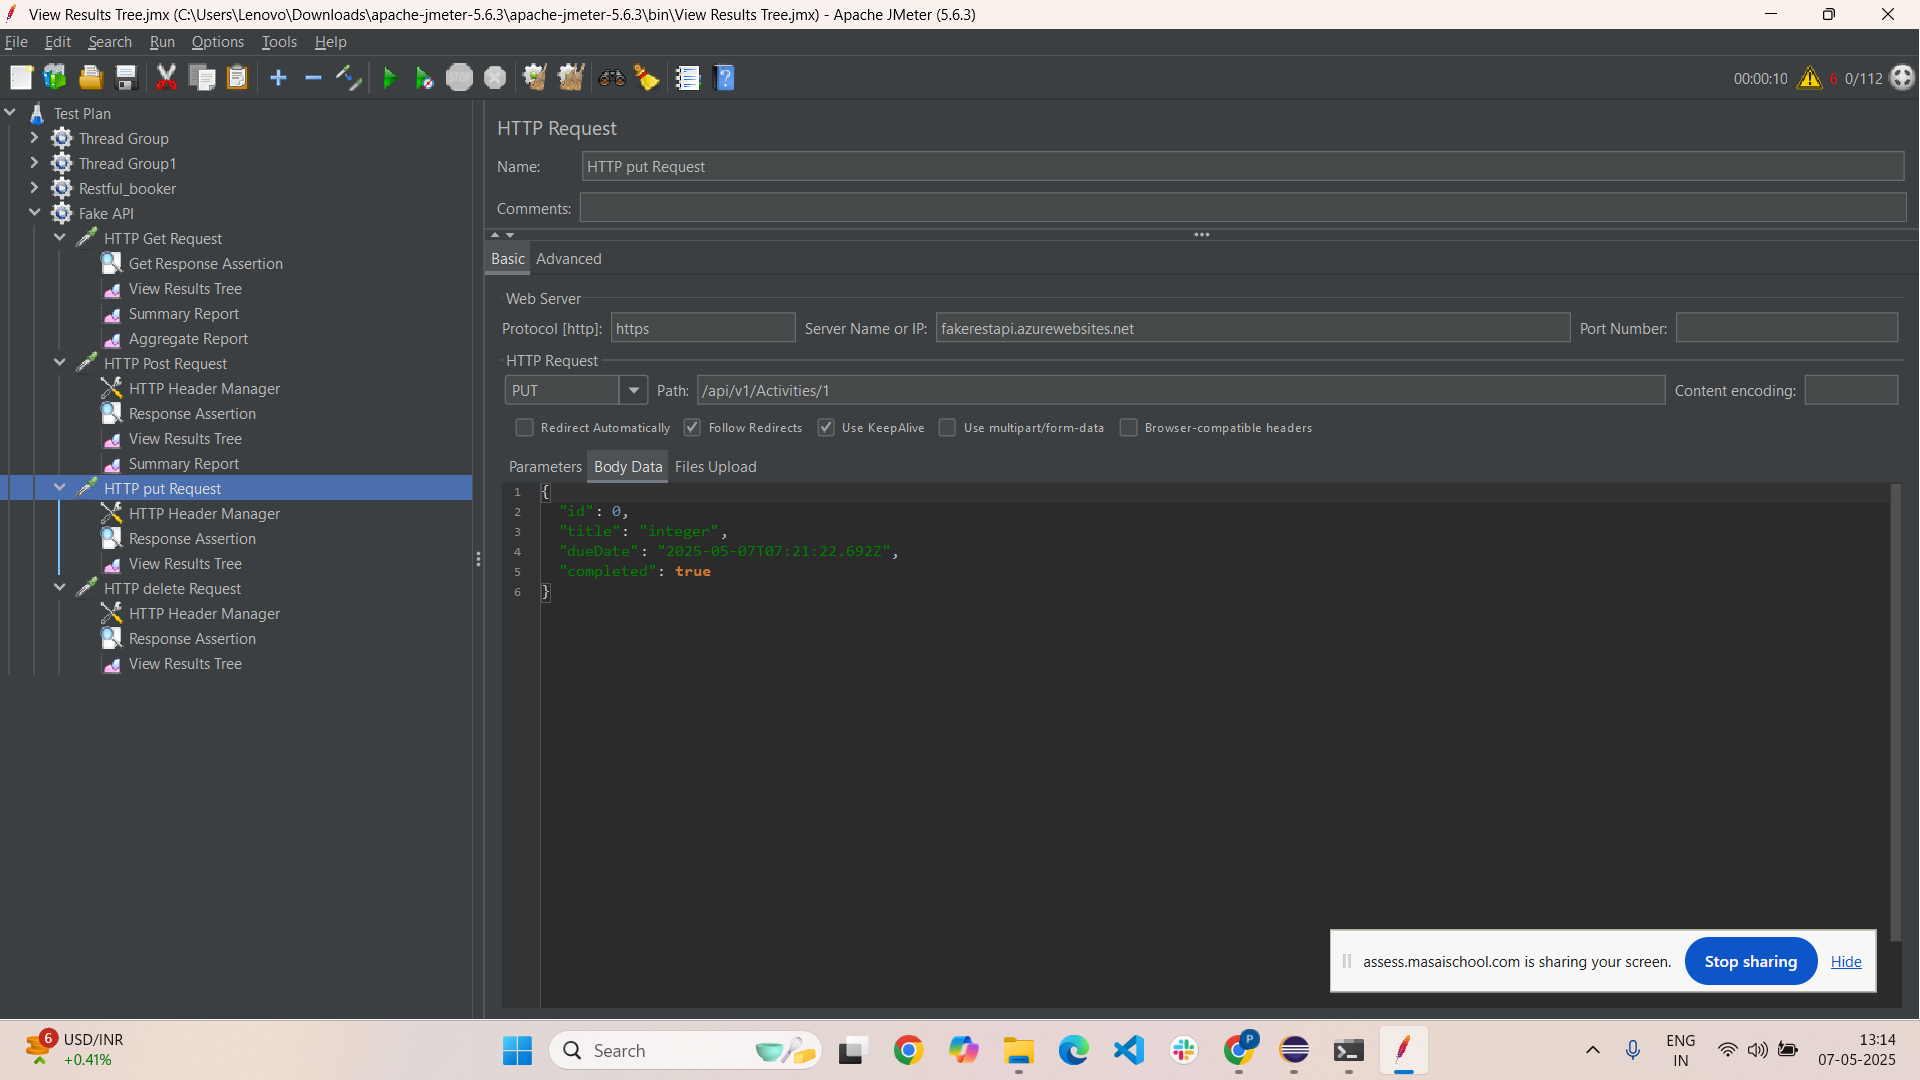 View Results Tree.jmx (C:\Users\Lenovo\Downloads\apache-jmeter-5.6.3\apache-jmeter-5.6.3\bin\View Results Tree.jmx) - Apache JMeter (5.6.3)
File Edit Search Run Options Tools Help
STOP
00:00:10 6 0/112
Test Plan
Thread Group
Thread Group1
Restful_booker
Fake API
HTTP Get Request
Get Response Assertion
View Results Tree
Summary Report
Aggregate Report
HTTP Post Request
HTTP Header Manager
Response Assertion
View Results Tree
Summary Report
HTTP put Request
HTTP Header Manager
Response Assertion
View Results Tree
HTTP delete Request
HTTP Header Manager
Response Assertion
View Results Tree
HTTP Request
Name: HTTP put Request
Comments:
Basic Advanced
Web Server
Protocol [http]: https Server Name or IP: fakerestapi.azurewebsites.net Port Number:
HTTP Request
PUT Path: /api/v1/Activities/1 Content encoding:
Redirect Automatically Follow Redirects Use KeepAlive Use multipart/form-data Browser-compatible headers
Parameters Body Data Files Upload
1 {
2 "id": 0,
3 "title": "integer",
4 "dueDate": "2025-05-07T07:21:22.692Z",
5 "completed": true
6 }
assess.masaischool.com is sharing your screen. Stop sharing Hide
6 USD/INR
+0.41%
Search
P
ENG
IN
13:14
07-05-2025